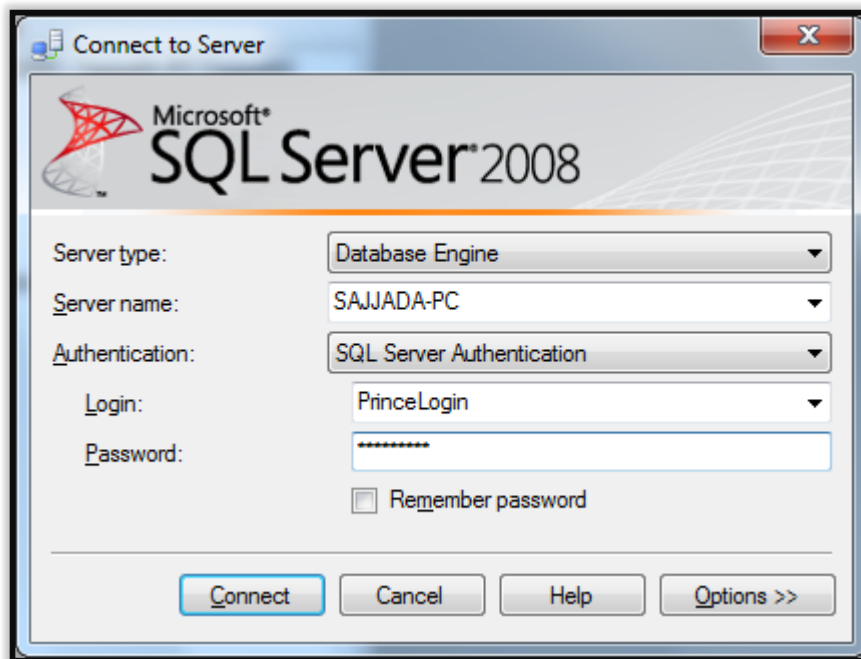 Connect to Server
Microsoft®
SQL Server® 2008
™
Server type: Database Engine
Server name: SAJJADA-PC
Authentication: SQL Server Authentication
Login: PrinceLogin
Password: *********
Remember password
Connect Cancel Help Options >>